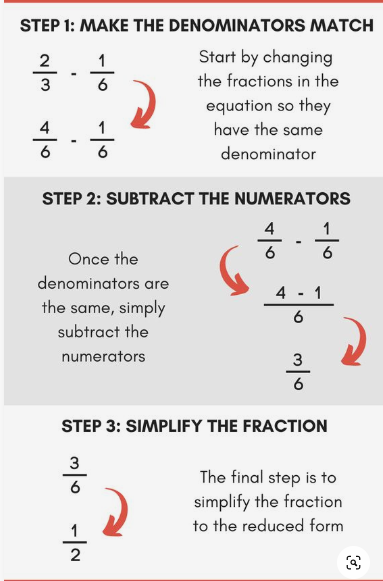 STEP 1: MAKE THE DENOMINATORS MATCH
2/3 - 1/6
4/6 - 1/6
Start by changing
the fractions in the
equation so they
have the same
denominator
STEP 2: SUBTRACT THE NUMERATORS
Once the
denominators are
the same, simply
subtract the
numerators
4/6 - 1/6
4 - 1/6
3/6
STEP 3: SIMPLIFY THE FRACTION
3/6
1/2
The final step is to
simplify the fraction
to the reduced form